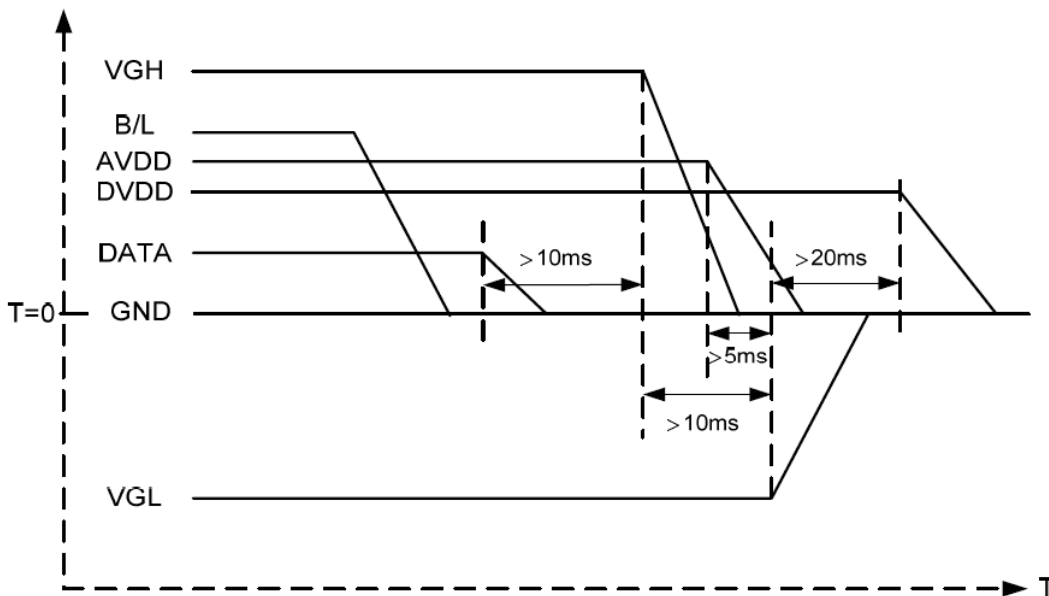 VGH
B/L
AVDD
DVDD
DATA
>10ms
>20ms
T=0
GND
>5ms
>10ms
VGL
T